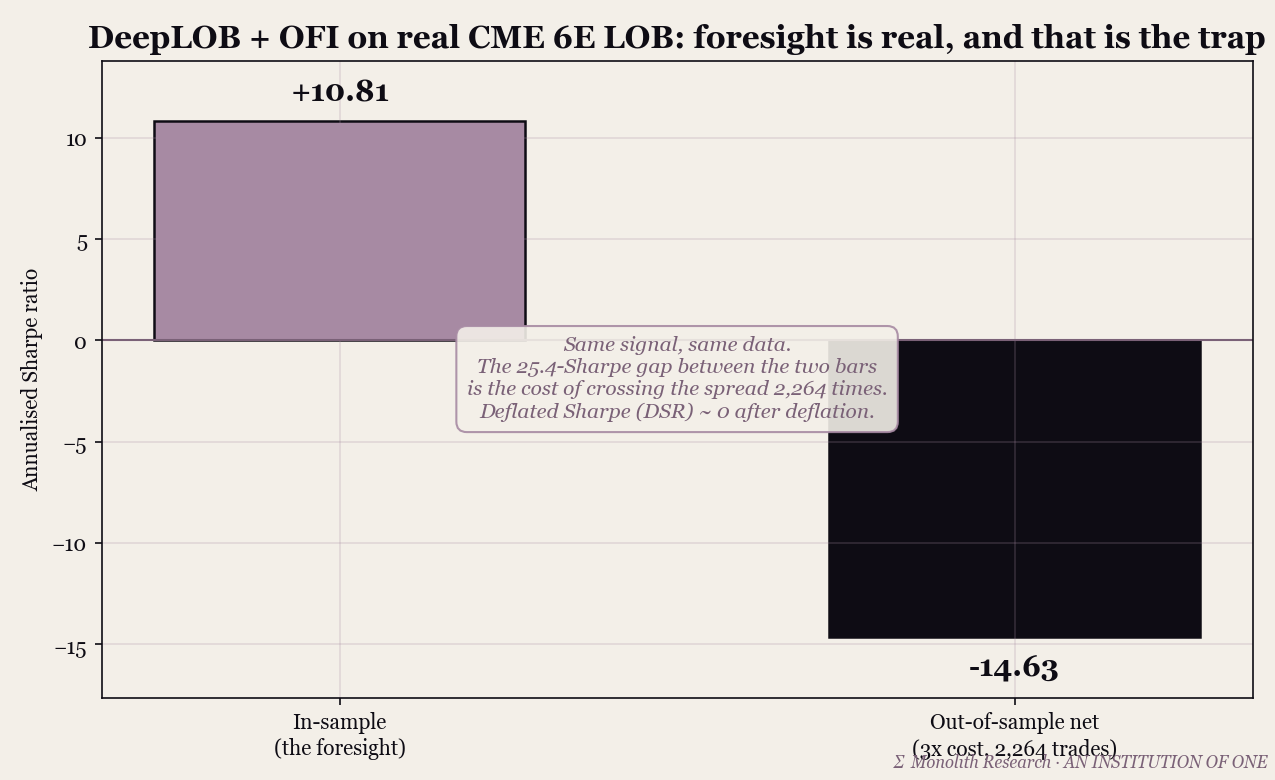 DeepLOB + OFI on real CME 6E LOB: foresight is real, and that is the trap
+10.81
10
5
0
−5
−10
−15
Annualised Sharpe ratio
Same signal, same data.
The 25.4-Sharpe gap between the two bars
is the cost of crossing the spread 2,264 times.
Deflated Sharpe (DSR) ~ 0 after deflation.
-14.63
In-sample
(the foresight)
Out-of-sample net
(3x cost, 2,264 trades)
Σ Monolith Research · AN INSTITUTION OF ONE